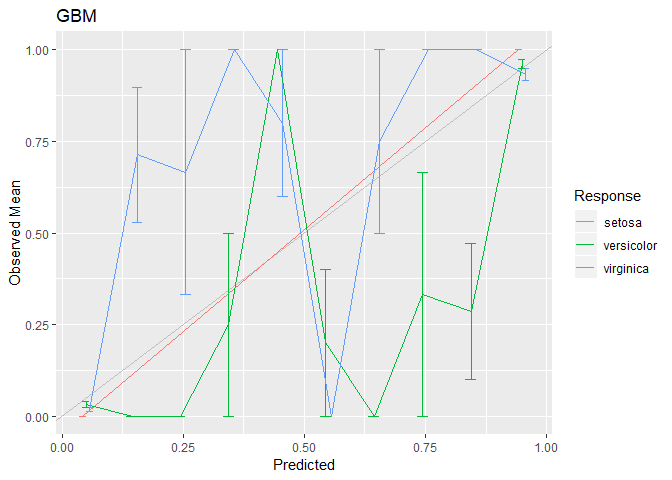 GBM
1.00
0.75
0.50
0.25
0.00
Observed Mean
0.00 0.25 0.50 0.75 1.00
Predicted
Response
setosa
versicolor
virginica